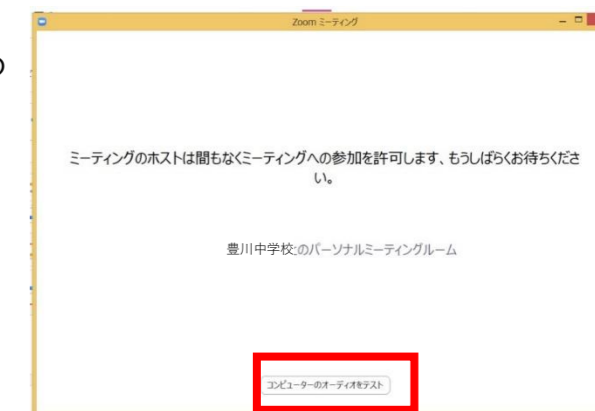 の
Zoom ミーティング
ミーティングのホストは間もなくミーティングへの参加を許可します、もうしばらくお待ちくださ
い。
豊川中学校のパーソナルミーティングルーム
コンピューターのオーディオをテスト